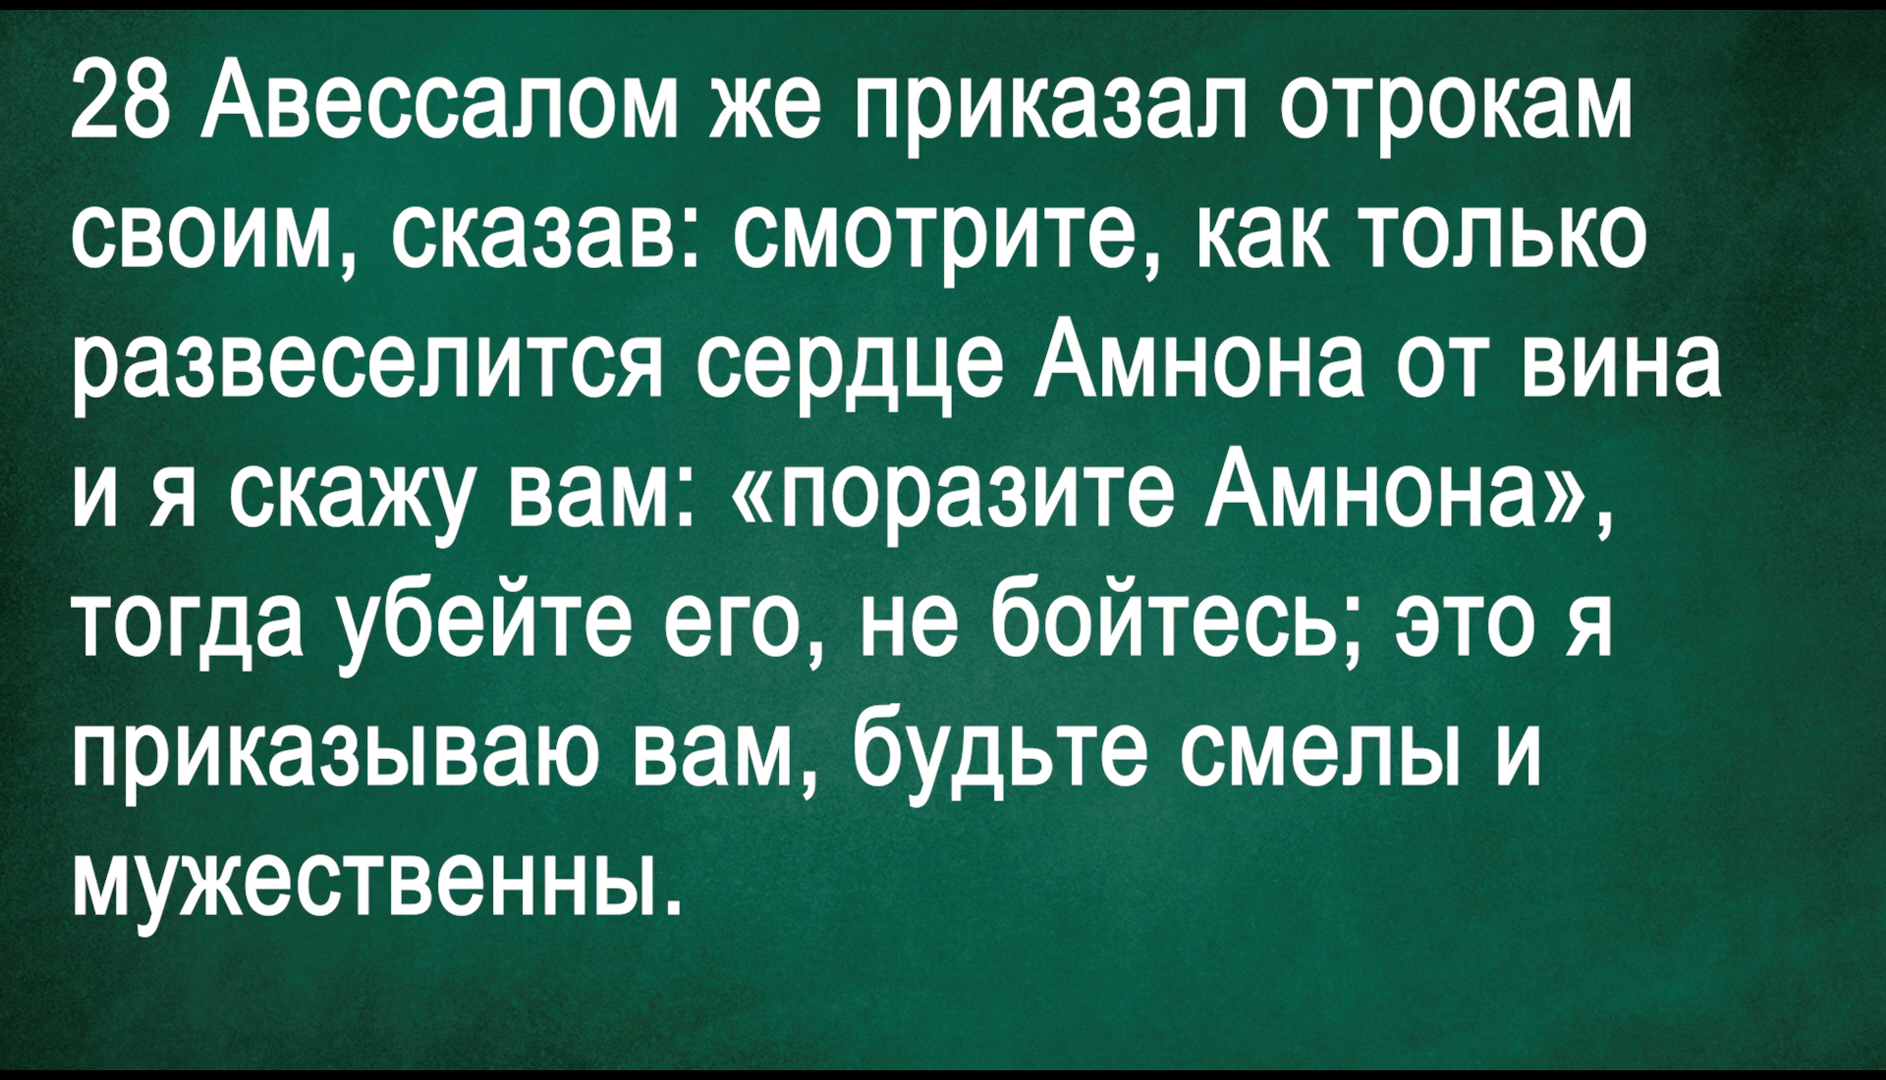 28 Авессалом же приказал отрокам
своим, сказав: смотрите, как только
развеселится сердце Амнона от вина
и я скажу вам: «поразите Амнона»,
тогда убейте его, не бойтесь; это я
приказываю вам, будьте смелы и
мужественны.